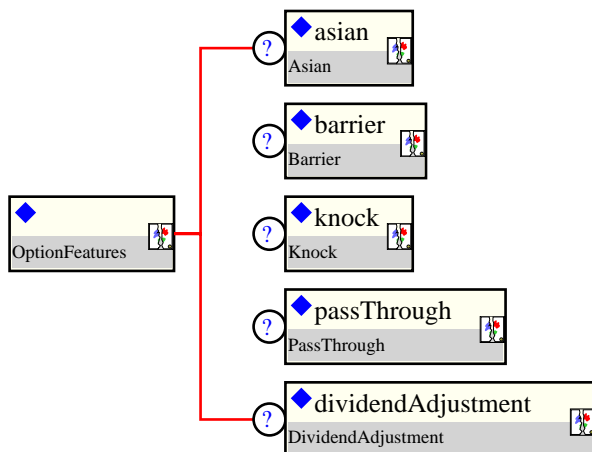 ?
asian
Asian
?
barrier
Barrier
?
knock
Knock
OptionFeatures
?
passThrough
PassThrough
?
dividendAdjustment
DividendAdjustment